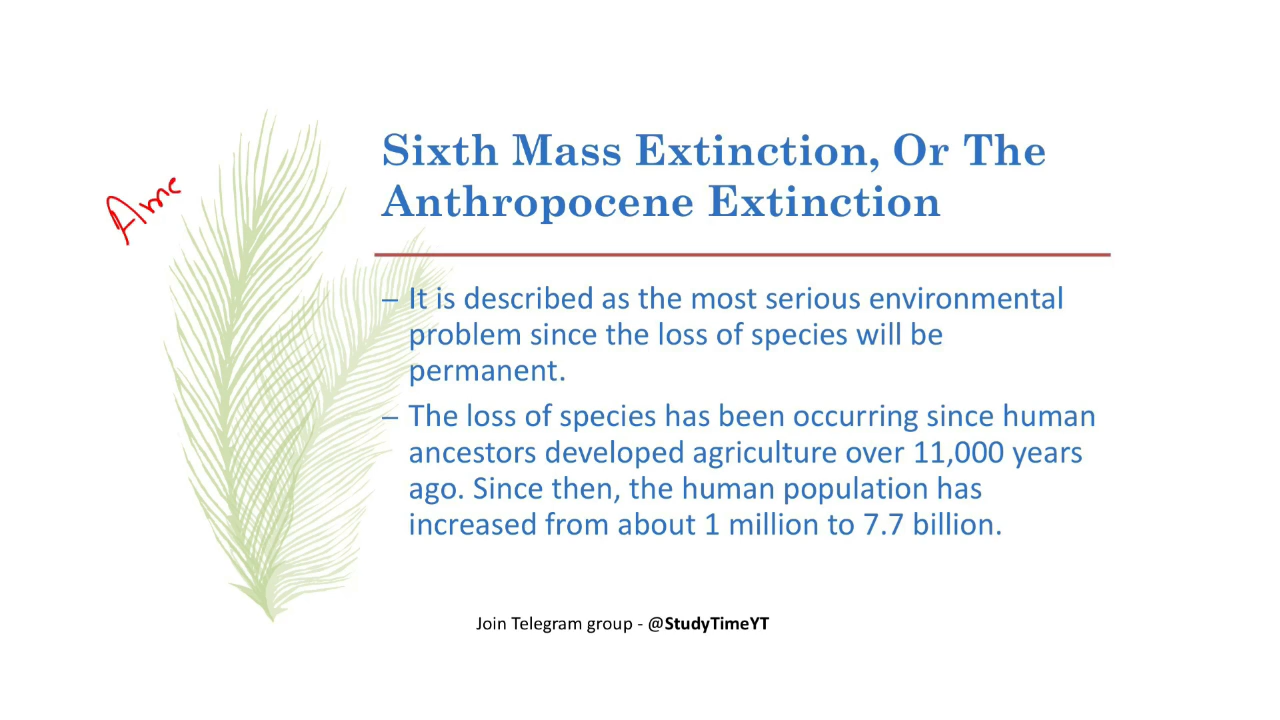 Sixth Mass Extinction, Or The
Anthropocene Extinction
Ame
– It is described as the most serious environmental
problem since the loss of species will be
permanent.
– The loss of species has been occurring since human
ancestors developed agriculture over 11,000 years
ago. Since then, the human population has
increased from about 1 million to 7.7 billion.
Join Telegram group - @StudyTimeYT